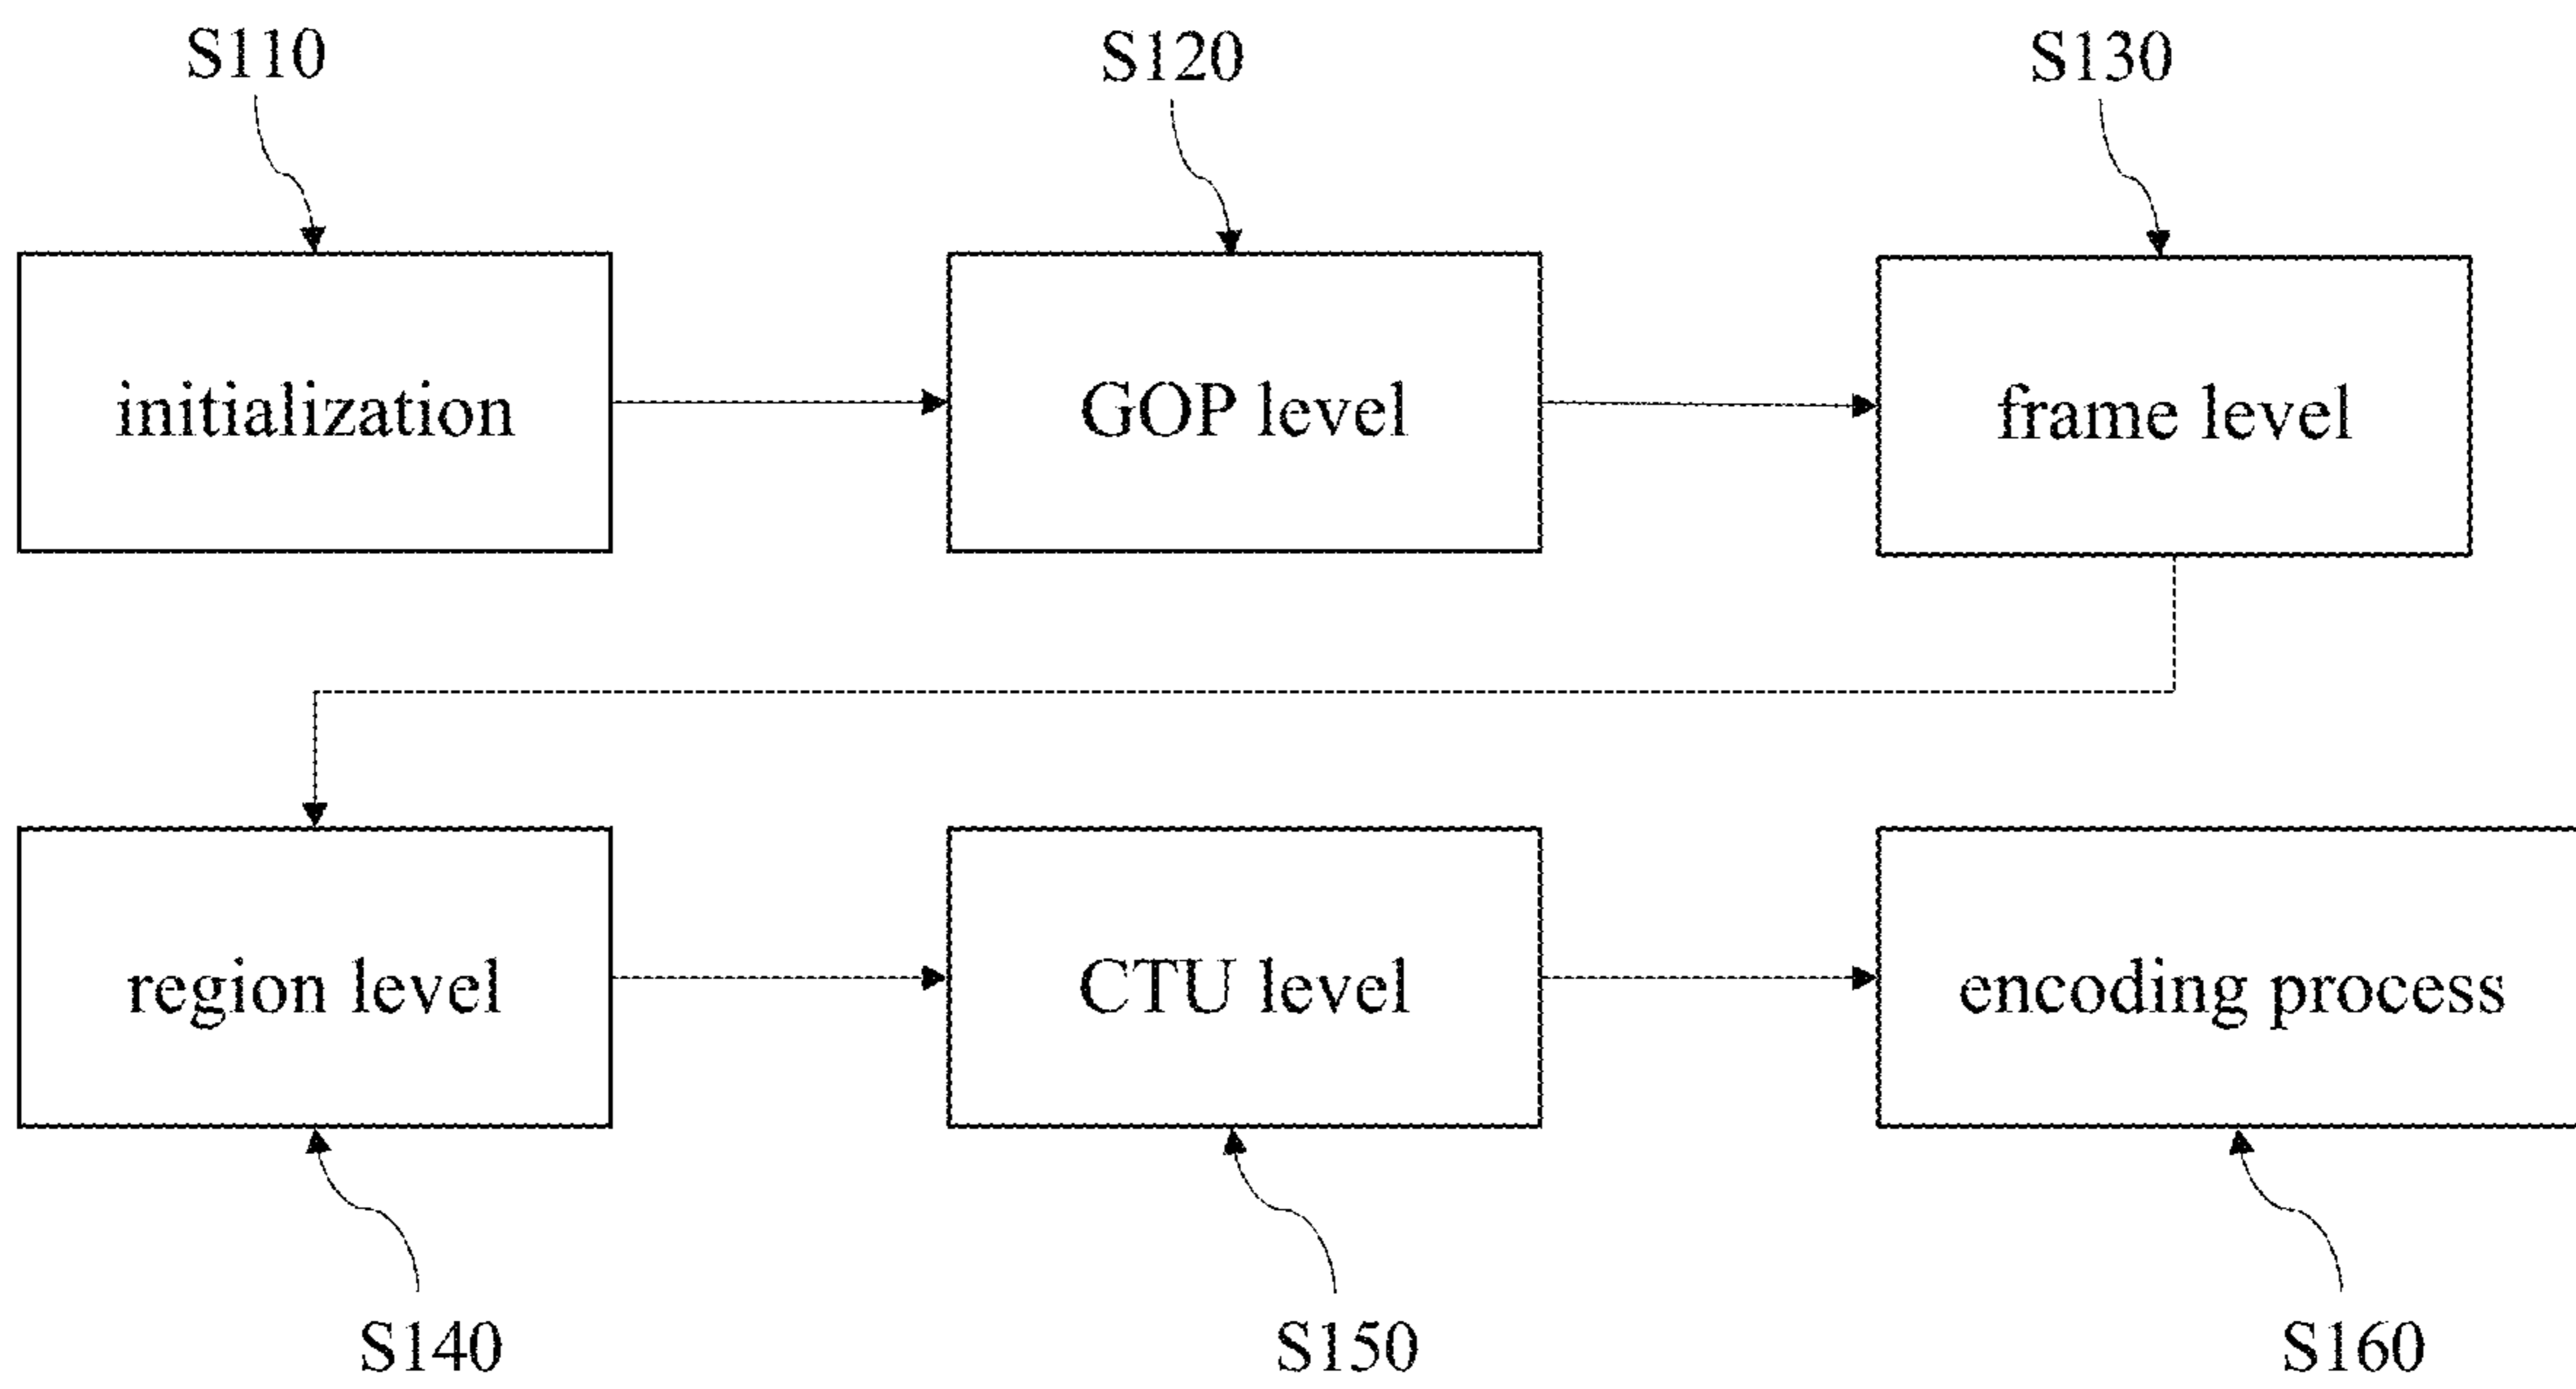 S110
S120
S130
initialization
GOP level
frame level
region level
CTU level
encoding process
S140
S150
S160